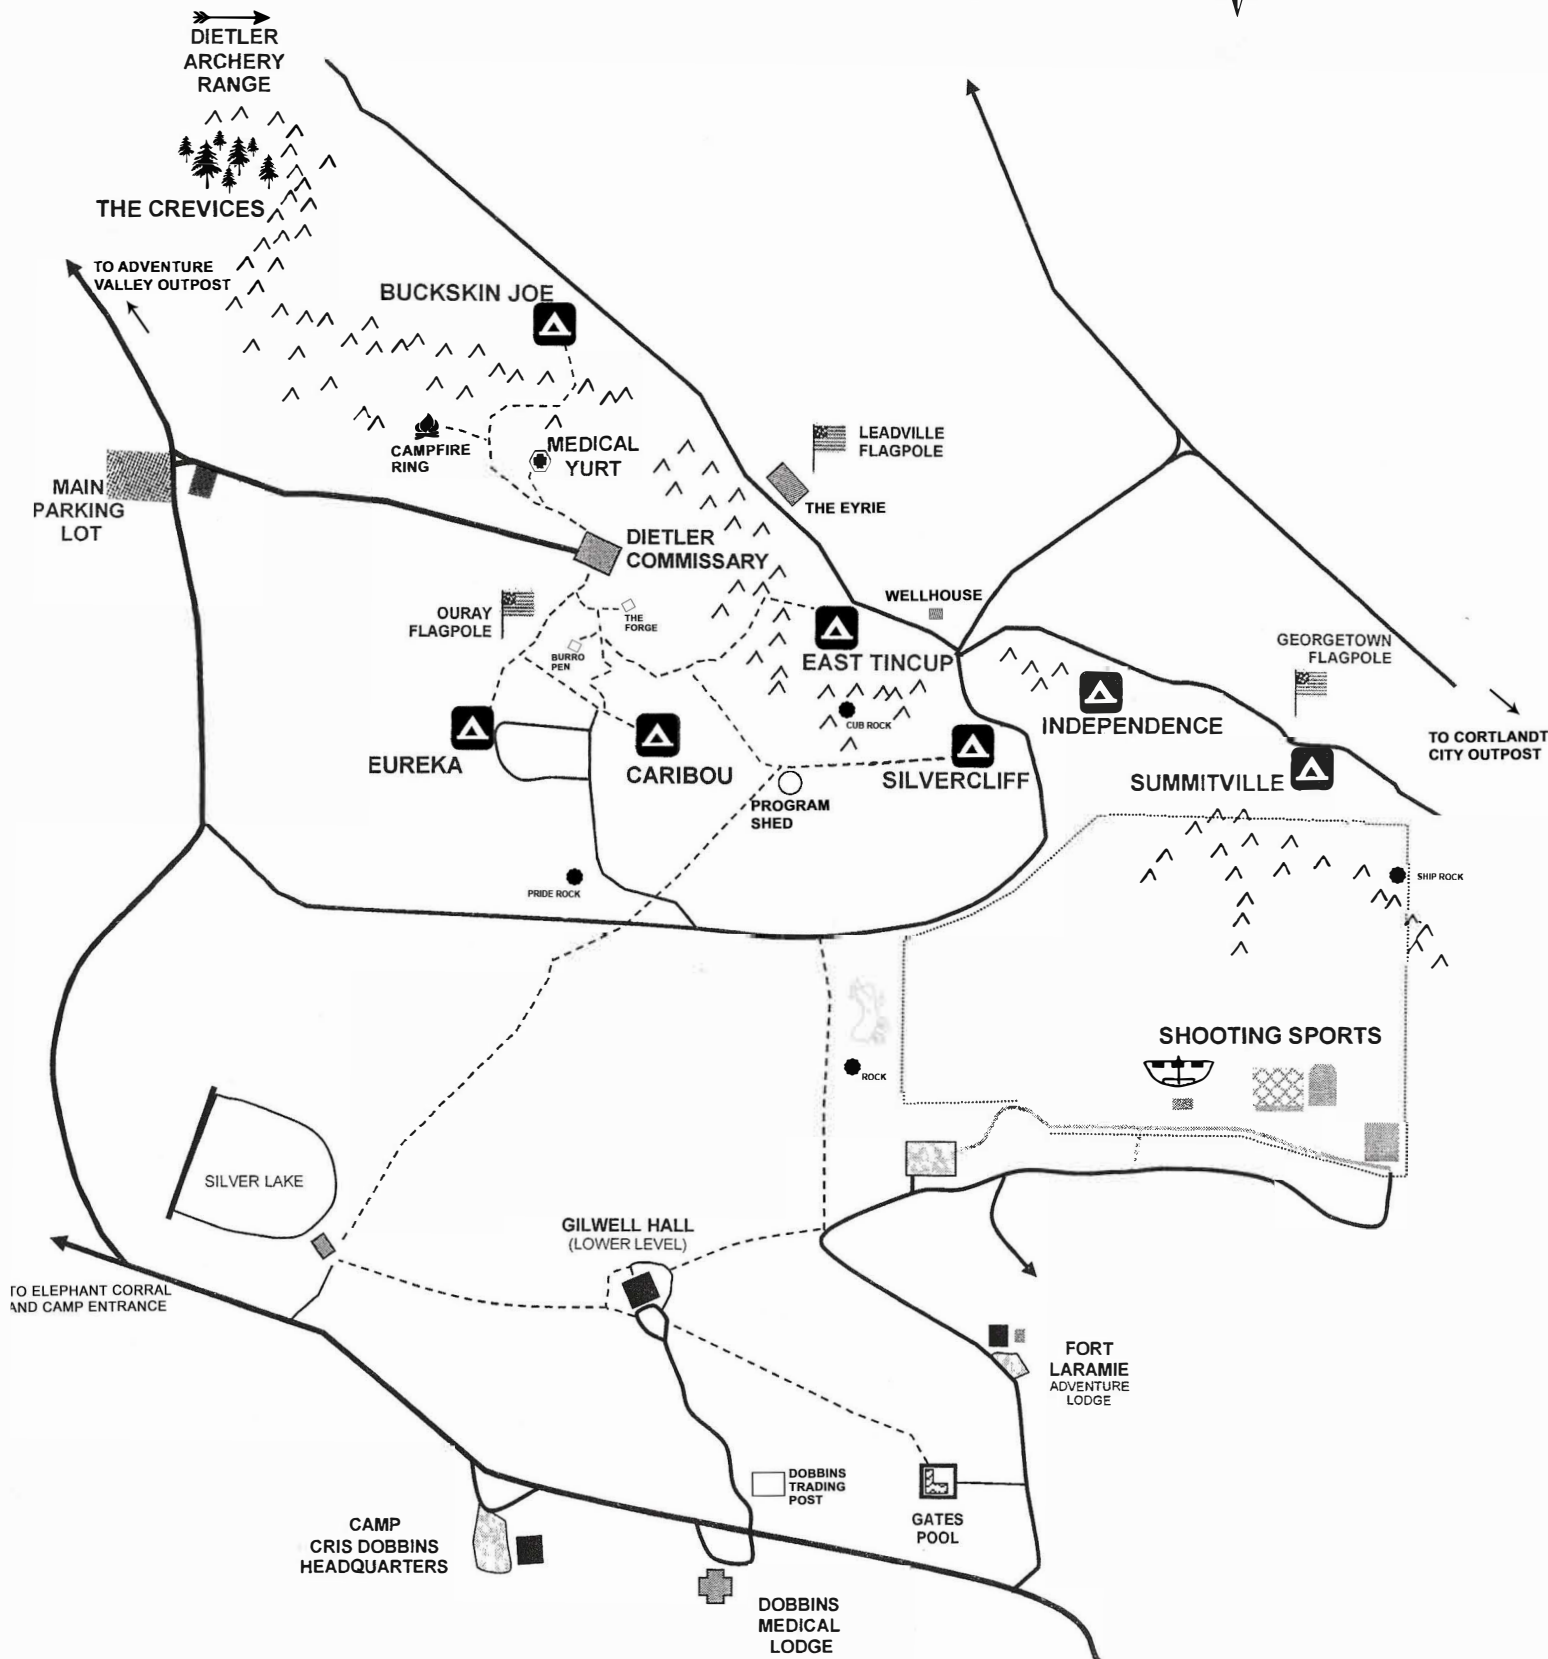 DIETLER
ARCHERY
RANGE
THE CREVICES
TO ADVENTURE
VALLEY OUTPOST
BUCKSKIN JOE
CAMPFIRE
RING
MEDICAL
YURT
LEADVILLE
FLAGPOLE
THE EYRIE
MAIN
PARKING
LOT
DIETLER
COMMISSARY
OURAY
FLAGPOLE
THE
FORGE
BURRO
PEN
WELLHOUSE
EAST TINCUP
GEORGETOWN
FLAGPOLE
INDEPENDENCE
CUB ROCK
TO CORTLANDT
CITY OUTPOST
EUREKA
CARIBOU
SILVERCLIFF
SUMMITVILLE
PROGRAM
SHED
PRIDE ROCK
SHIP ROCK
SHOOTING SPORTS
ROCK
SILVER LAKE
GILWELL HALL
(LOWER LEVEL)
TO ELEPHANT CORRAL
AND CAMP ENTRANCE
FORT
LARAMIE
ADVENTURE
LODGE
DOBBINS
TRADING
POST
GATES
POOL
CAMP
CRIS DOBBINS
HEADQUARTERS
DOBBINS
MEDICAL
LODGE